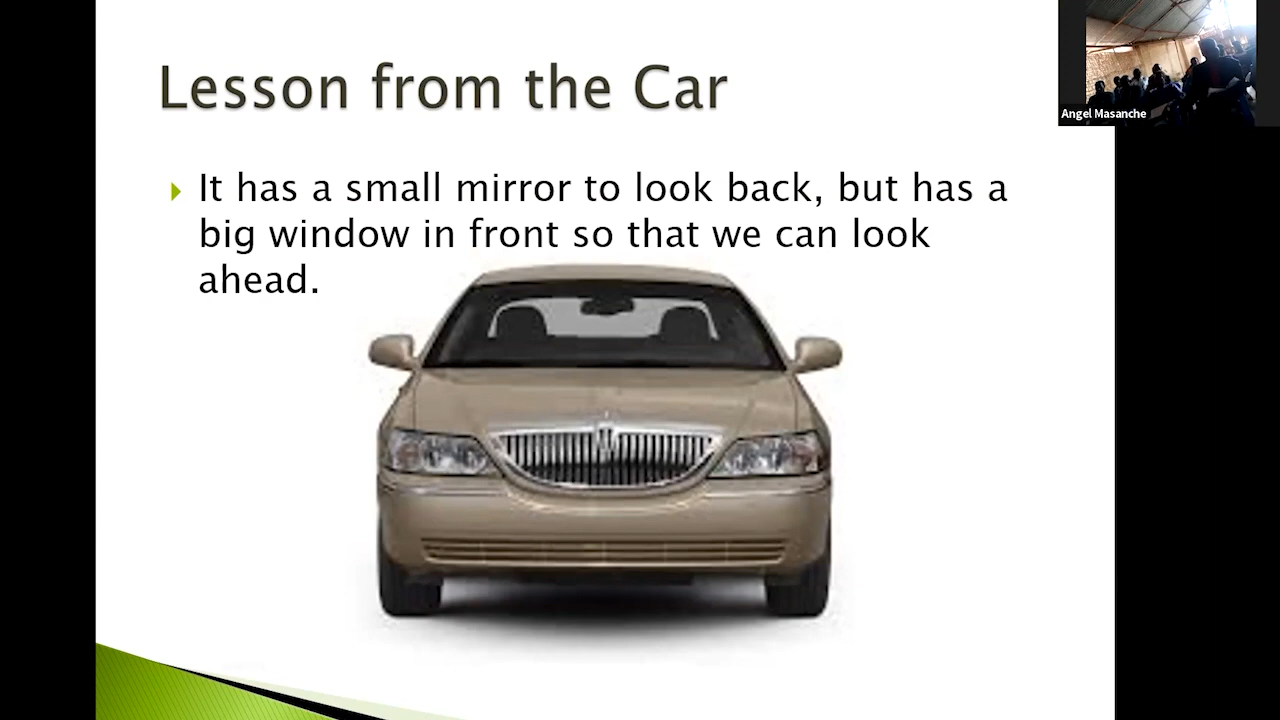 Lesson from the Car
It has a small mirror to look back, but has a
big window in front so that we can look
ahead.
Angel Masanche